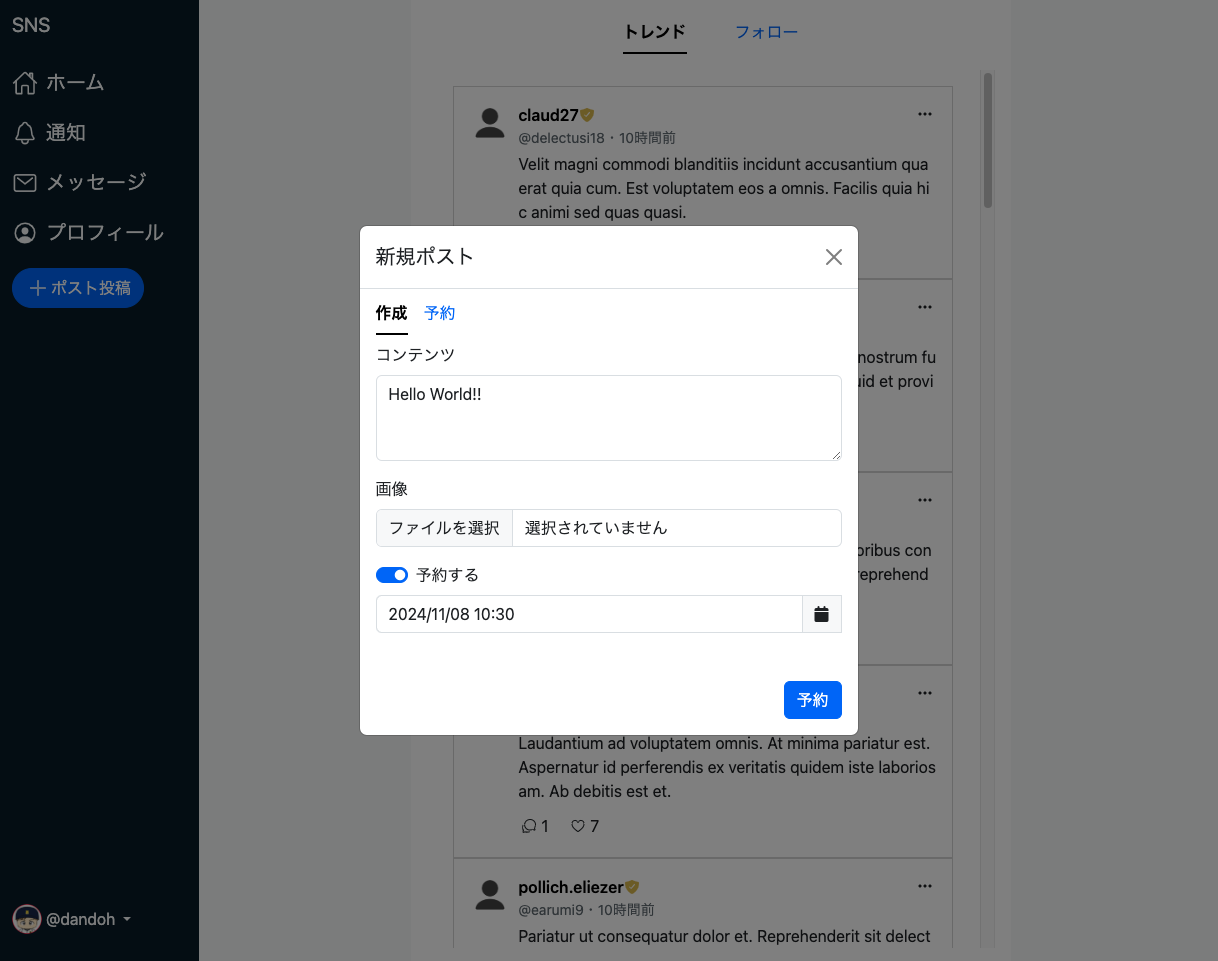 SNS
ホーム
通知
メッセージ
プロフィール
ポスト投稿
@dandoh
トレンド
フォロー
claud27
@delectusi18・10時間前
Velit magni commodi blanditiis incidunt accusantium qua
erat quia cum. Est voluptatem eos a omnis. Facilis quia hi
c animi sed quas quasi.
新規ポスト
作成
予約
コンテンツ
Hello World!!
画像
ファイルを選択
選択されていません
予約する
2024/11/08 10:30
予約
nostrum fu
uid et provi
oribus con
reprehend
Laudantium ad voluptatem omnis. At minima pariatur est.
Aspernatur id perferendis ex veritatis quidem iste laborios
am. Ab debitis est et.
1
7
pollich.eliezer
@earumi9・10時間前
Pariatur ut consequatur dolor et. Reprehenderit sit delect